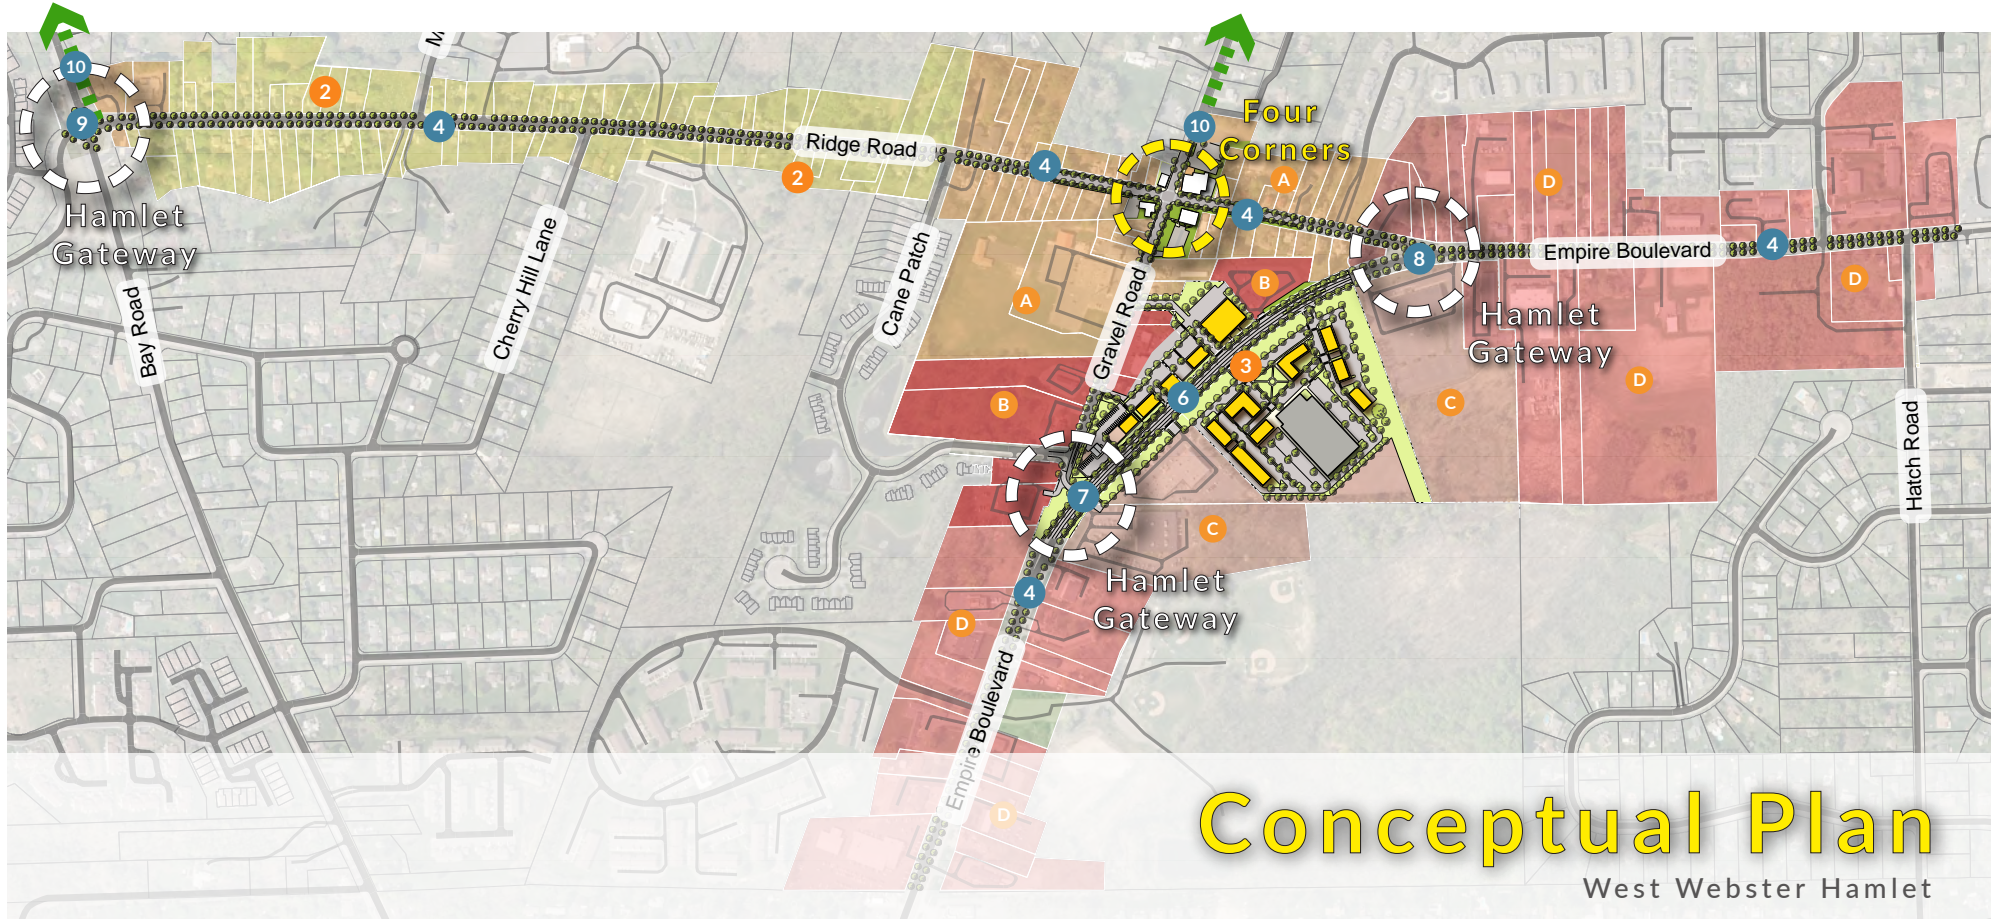 10
9
Hamlet
Gateway
2
4
M
Ridge Road
2
4
10
Four
Corners
A
4
8
D
Empire Boulevard
4
D
Hamlet
Gateway
D
C
Bay Road
Cherry Hill Lane
Cane Patch
Gravel Road
A
B
B
3
6
7
C
Hamlet
Gateway
4
D
Empire Boulevard
D
Hatch Road
Conceptual Plan
West Webster Hamlet